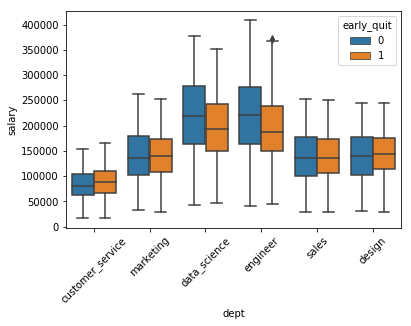 early_quit
0
1
400000
350000
300000
250000
200000
150000
100000
50000
0
salary
customer_service
marketing
data_science
engineer
sales
design
dept